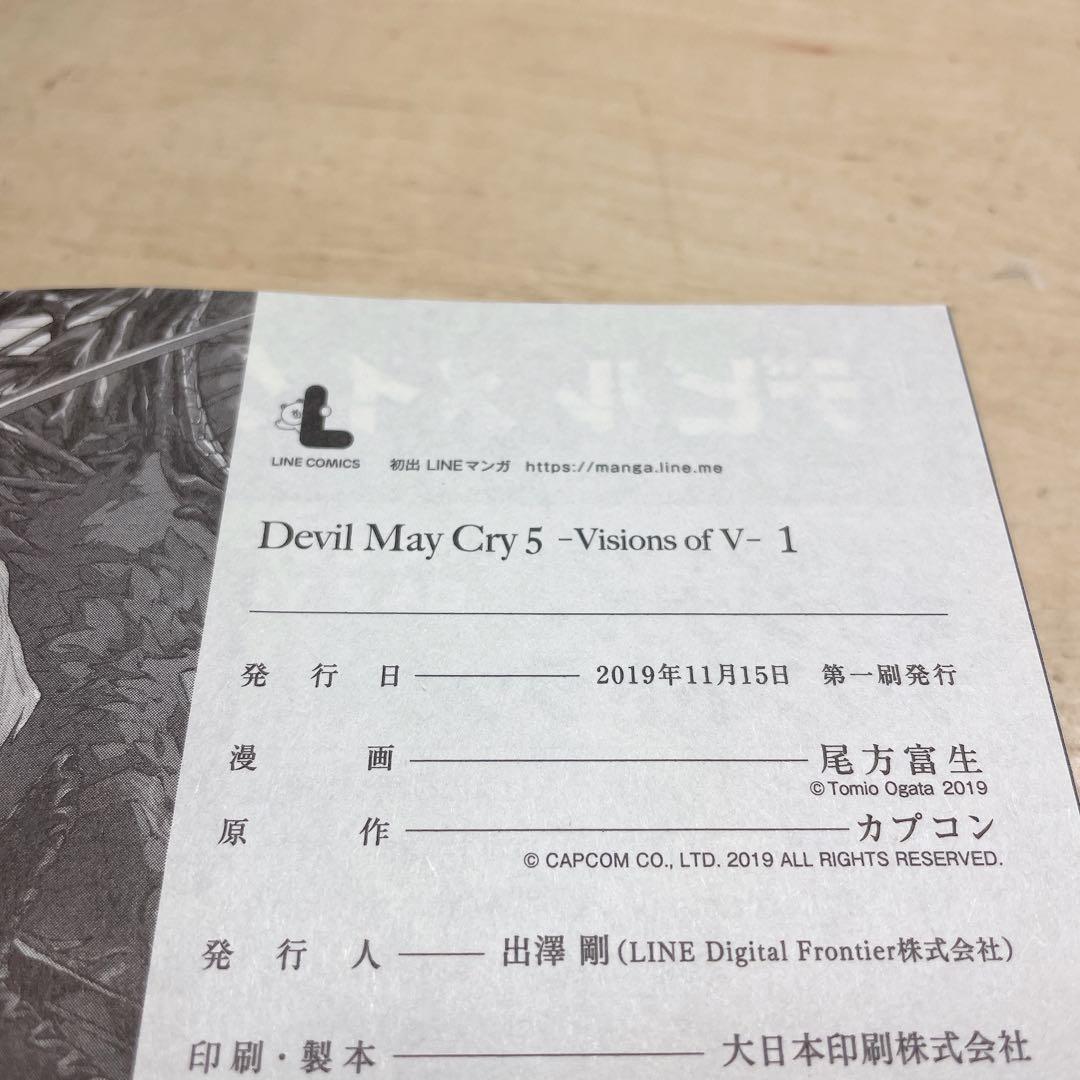 デビル メイ
LINE COMICS 初出 LINEマンガ https://manga.line.me
Devil May Cry 5 -Visions of V- 1
発行日 2019年11月15日 第一刷発行
漫画 尾方富生
©Tomio Ogata 2019
原作 カプコン
© CAPCOM CO., LTD. 2019 ALL RIGHTS RESERVED.
発行人 出澤 剛(LINE Digital Frontier株式会社)
印刷・製本 大日本印刷株式会社